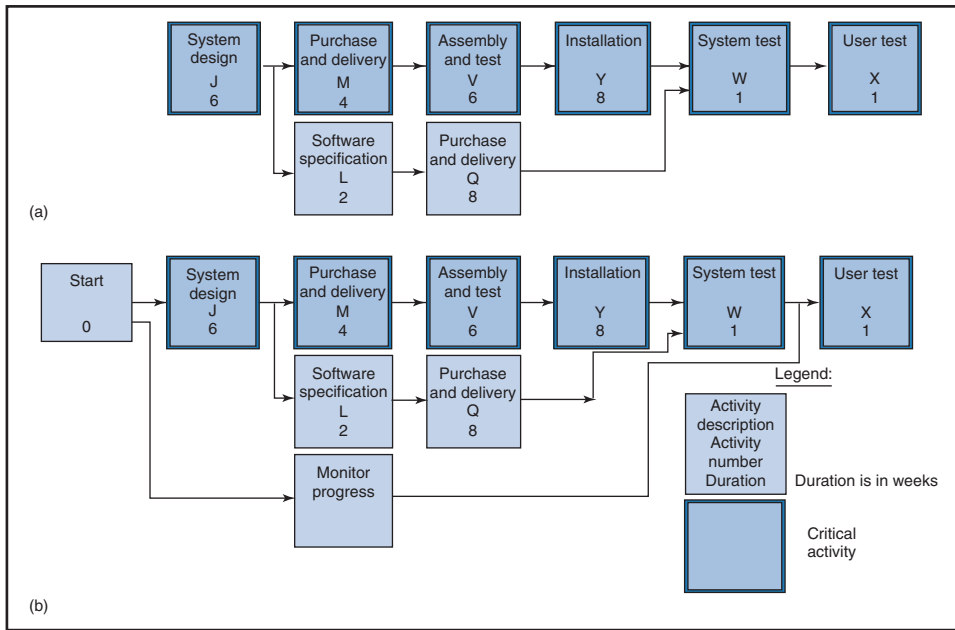 System
design
J
6
Purchase
and delivery
M
4
Assembly
and test
V
6
Installation
Y
8
System test
W
1
User test
X
1
Software
specification
L
2
Purchase
and delivery
Q
8
(a)
Start
0
System
design
J
6
Purchase
and delivery
M
4
Assembly
and test
V
6
Installation
Y
8
System test
W
1
User test
X
1
Software
specification
L
2
Purchase
and delivery
Q
8
Monitor
progress
Legend:
Activity
description
Activity
number
Duration
Duration is in weeks
Critical
activity
(b)